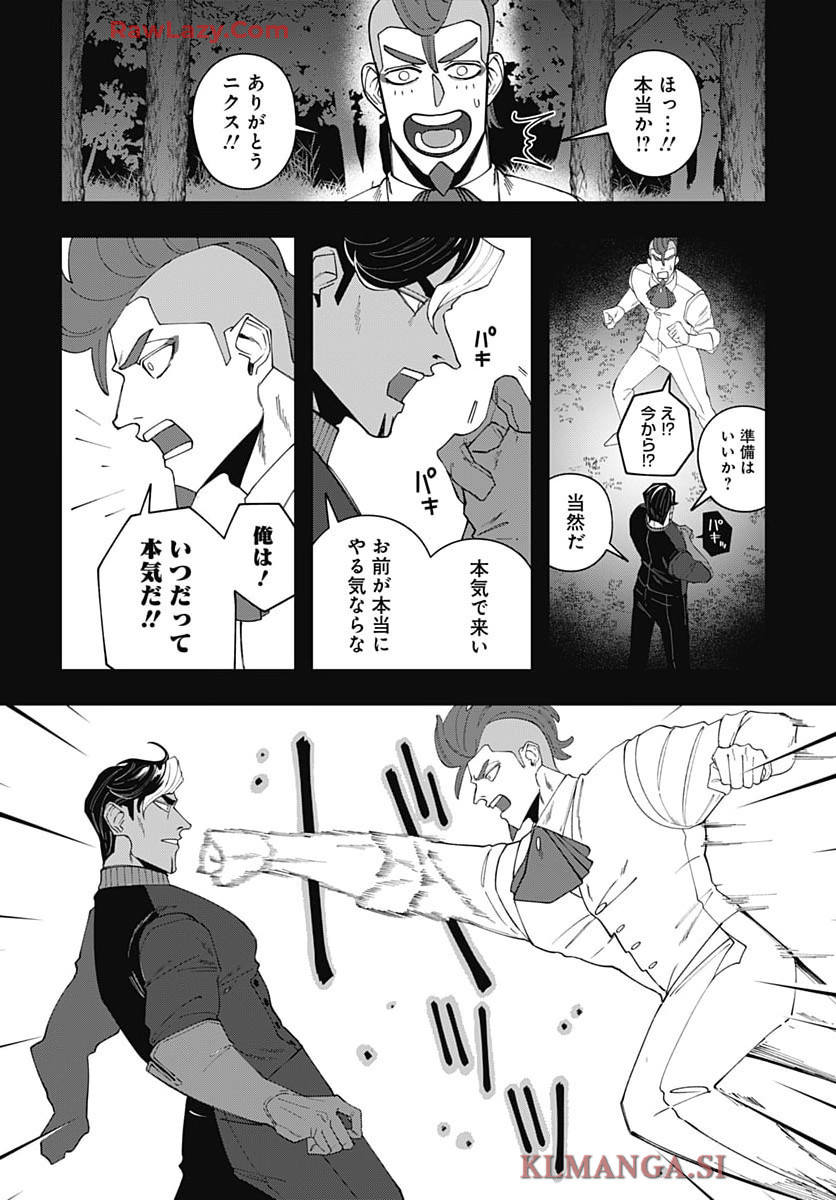 RawLazy.Com
ほっ…!!
本当か!?
ありがとう
ニクス!!
準備は
いいか?
え!?
今から!?
当然だ
パキッ
パキ
パキ
本気で来い
お前が本当に
やる気ならな
俺は!
いつだって
本気だ!!
KLMANGA.SI